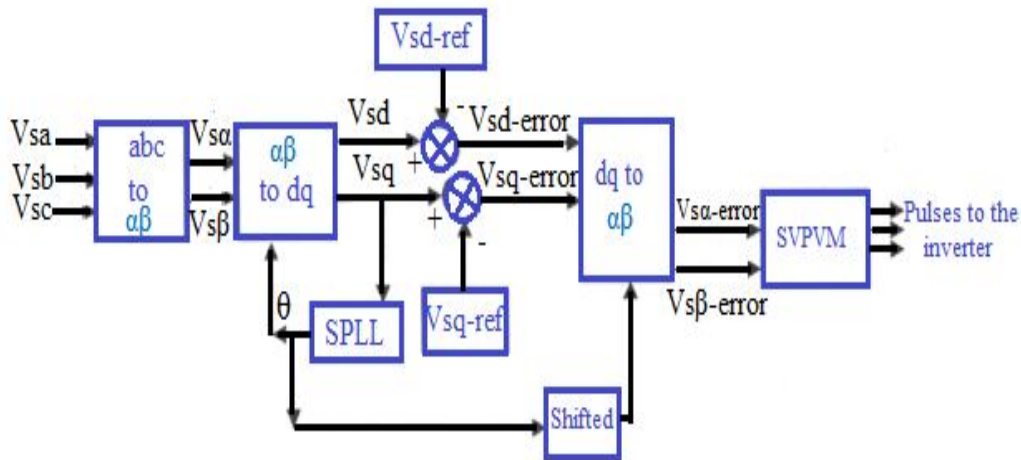 Vsd-ref
Vsa
Vsb
Vsc
abc
to
αβ
Vsα
Vsβ
αβ
to dq
Vsd
Vsq
-
+
Vsd-error
Vsq-error
+
-
Vsq-ref
θ
SPLL
dq to
αβ
Vsα-error
Vsβ-error
SVPVM
Pulses to the
inverter
Shifted